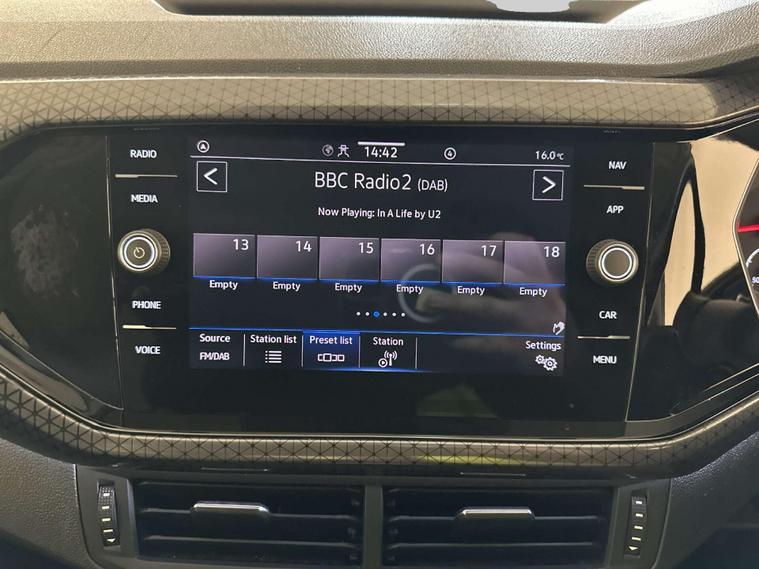 RADIO
MEDIA
PHONE
VOICE
14:42
4
16.0°C
BBC Radio2 (DAB)
Now Playing: In A Life by U2
13 14 15 16 17 18
Empty Empty Empty Empty Empty Empty
Source Station list Preset list Station Settings
FM/DAB
NAV
APP
CAR
MENU